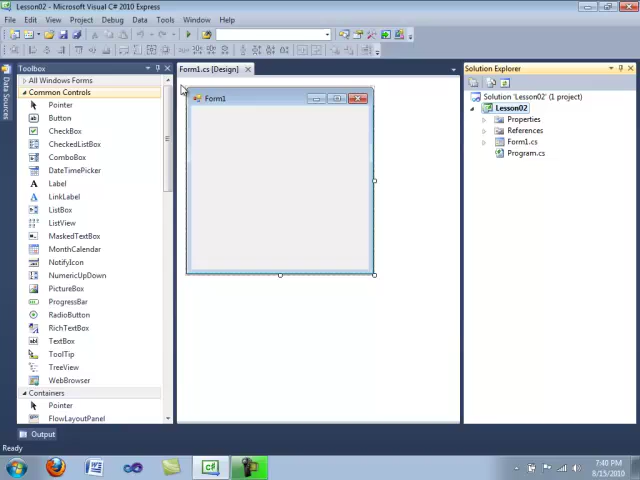 Lesson02 - Microsoft Visual C# 2010 Express
File Edit View Project Debug Data Tools Window Help
Data Sources
Toolbox
All Windows Forms
Common Controls
Pointer
Button
CheckBox
CheckedListBox
ComboBox
DateTimePicker
Label
LinkLabel
ListBox
ListView
MaskedTextBox
MonthCalendar
NotifyIcon
NumericUpDown
PictureBox
ProgressBar
RadioButton
RichTextBox
TextBox
ToolTip
TreeView
WebBrowser
Containers
Pointer
FlowLayoutPanel
Form1.cs [Design]
Form1
Solution Explorer
Solution 'Lesson02' (1 project)
Lesson02
Properties
References
Form1.cs
Program.cs
Output
Ready
7:40 PM
8/15/2010